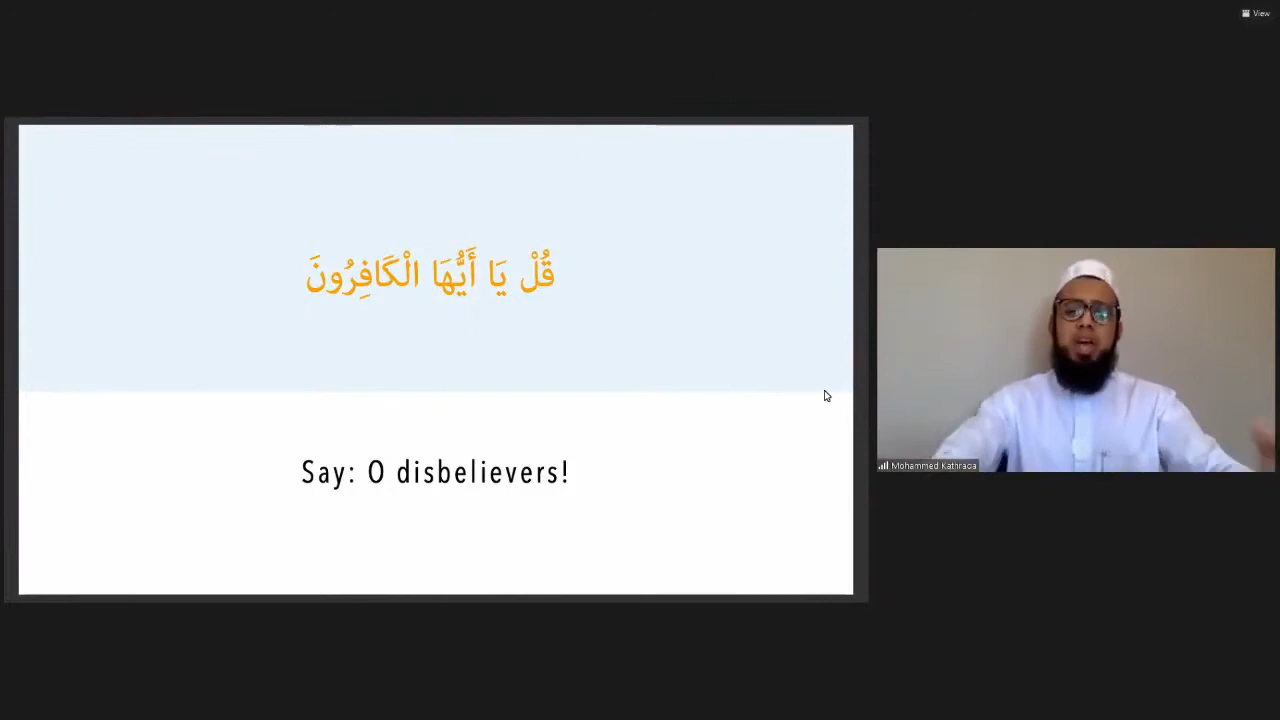 View
قُلْ يَا أَيُّهَا الْكَافِرُونَ
Say: O disbelievers!
Mohammed Kathrada